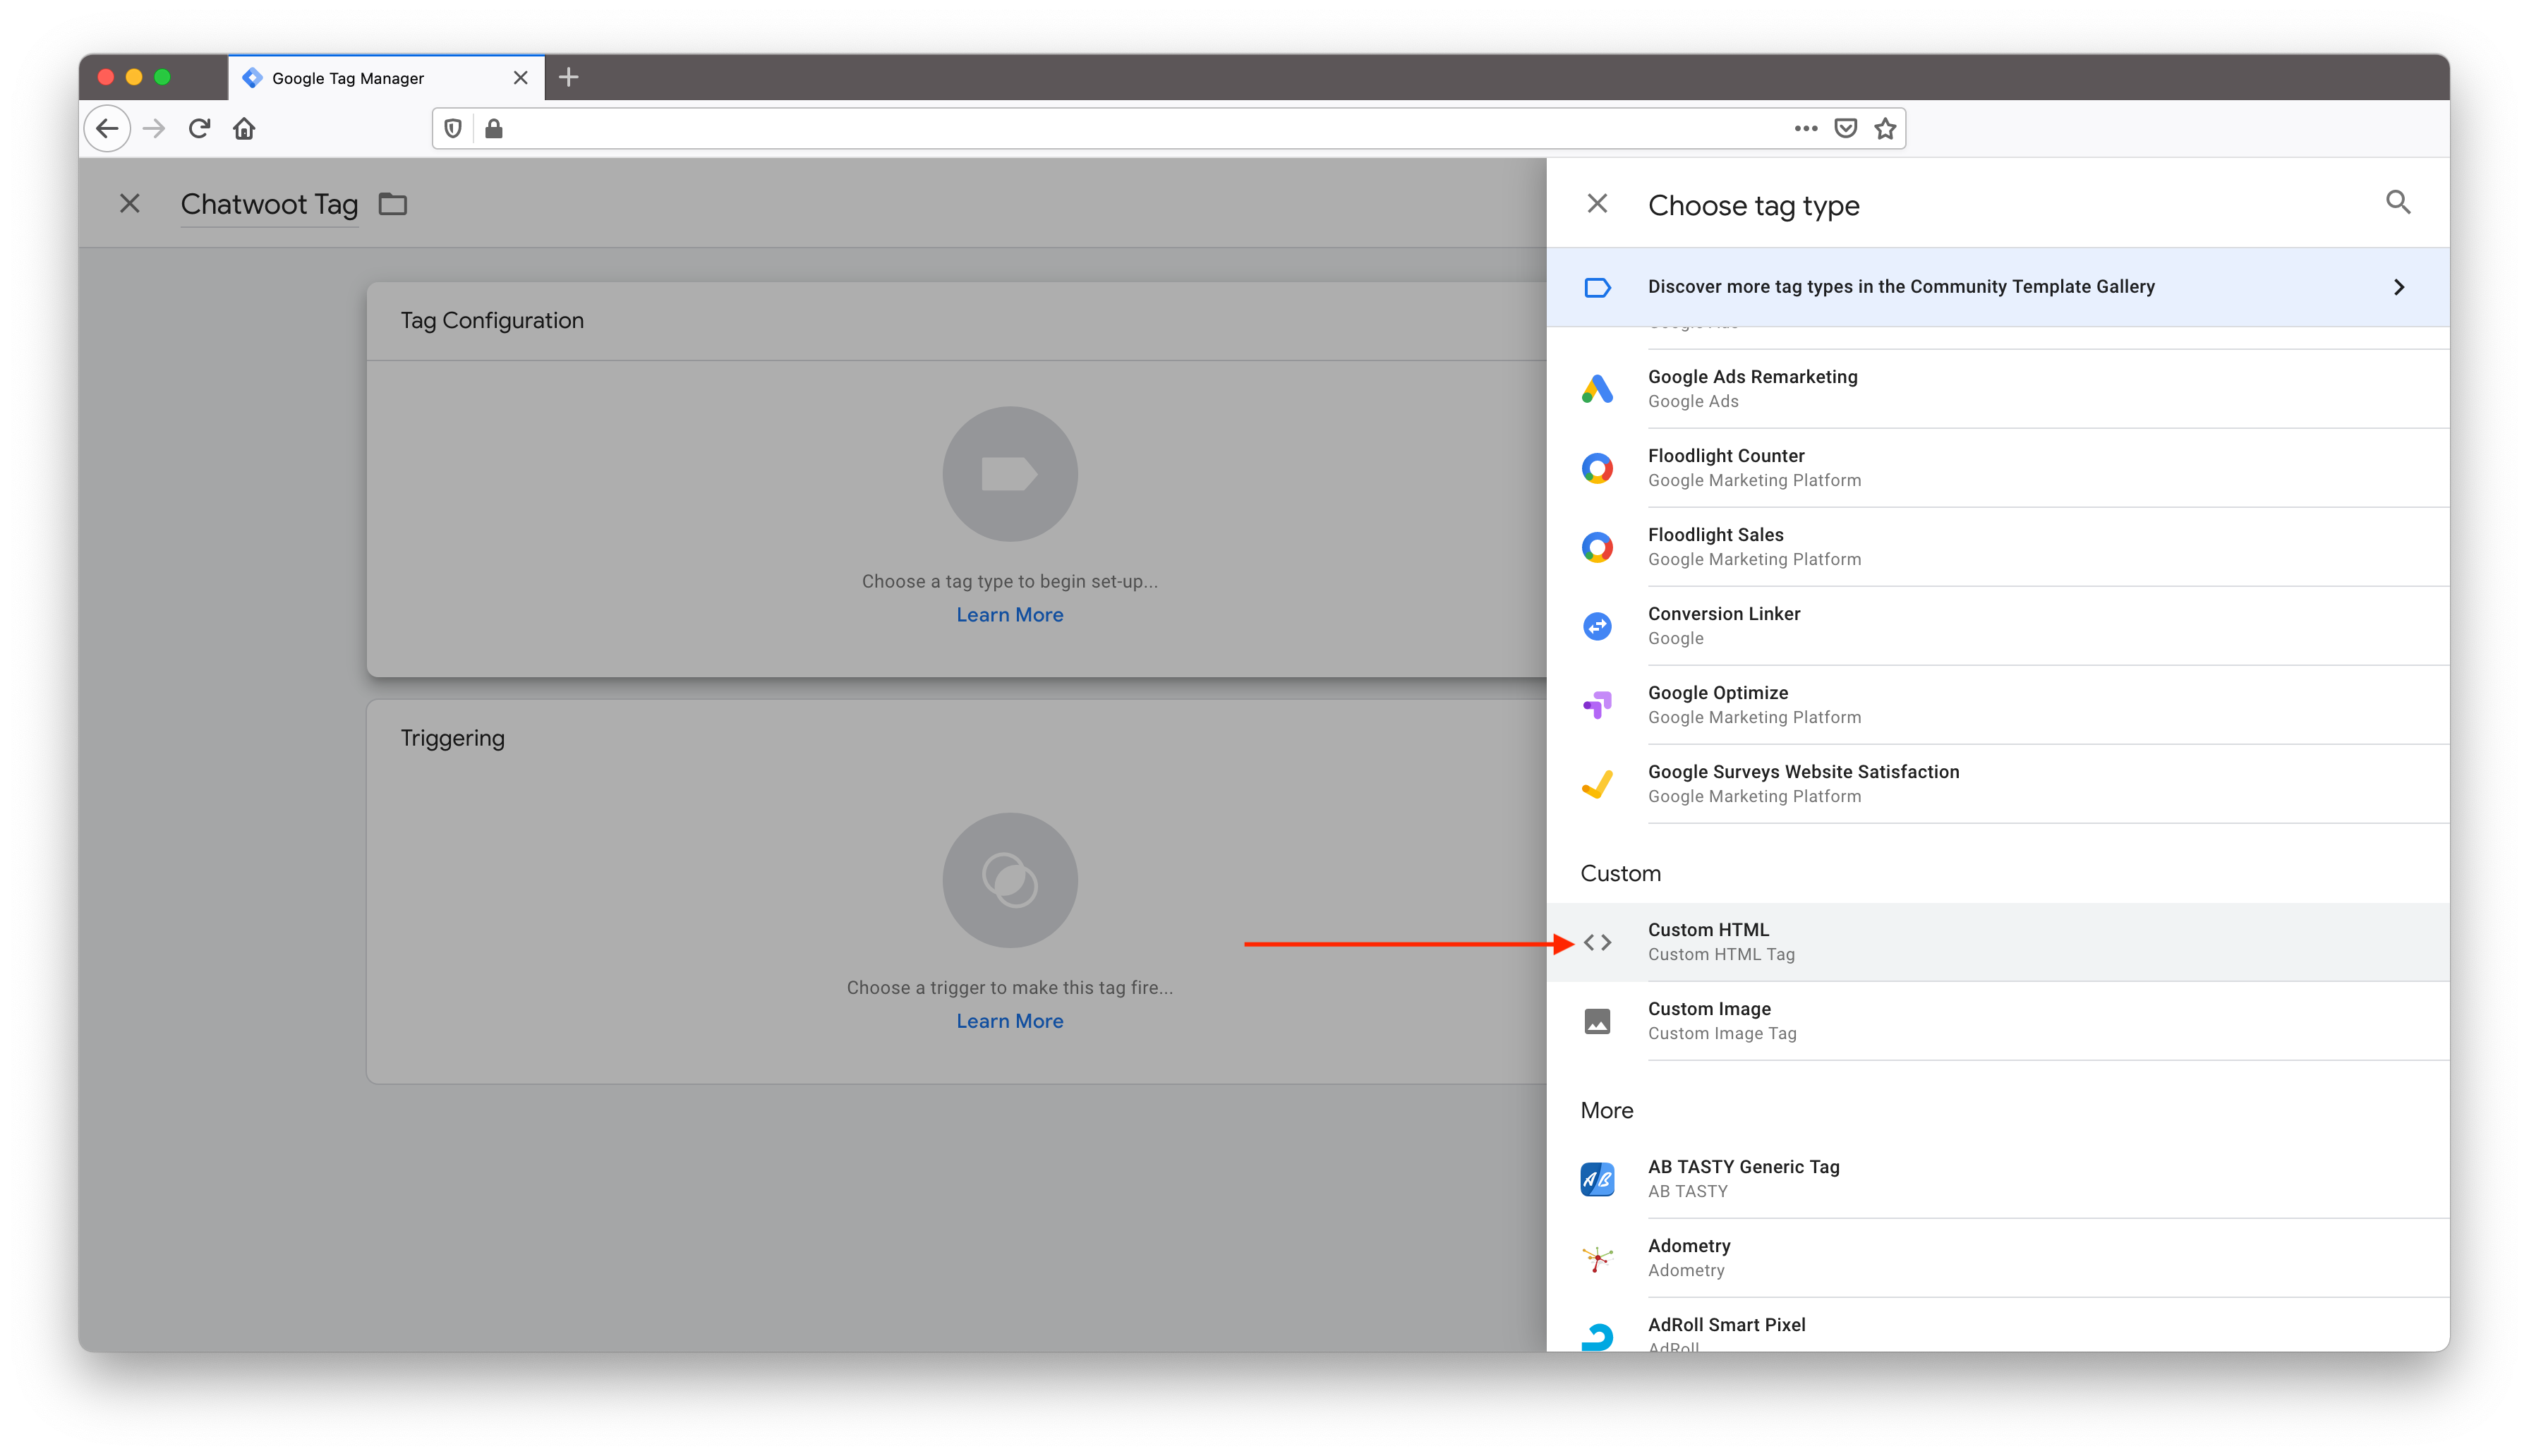 Google Tag Manager
Chatwoot Tag
Tag Configuration
Choose a tag type to begin set-up...
Learn More
Triggering
Choose a trigger to make this tag fire...
Learn More
Choose tag type
Discover more tag types in the Community Template Gallery
Google Ads Remarketing
Google Ads
Floodlight Counter
Google Marketing Platform
Floodlight Sales
Google Marketing Platform
Conversion Linker
Google
Google Optimize
Google Marketing Platform
Google Surveys Website Satisfaction
Google Marketing Platform
Custom
Custom HTML
Custom HTML Tag
Custom Image
Custom Image Tag
More
AB
AB TASTY Generic Tag
AB TASTY
Adometry
Adometry
AdRoll Smart Pixel
AdRoll